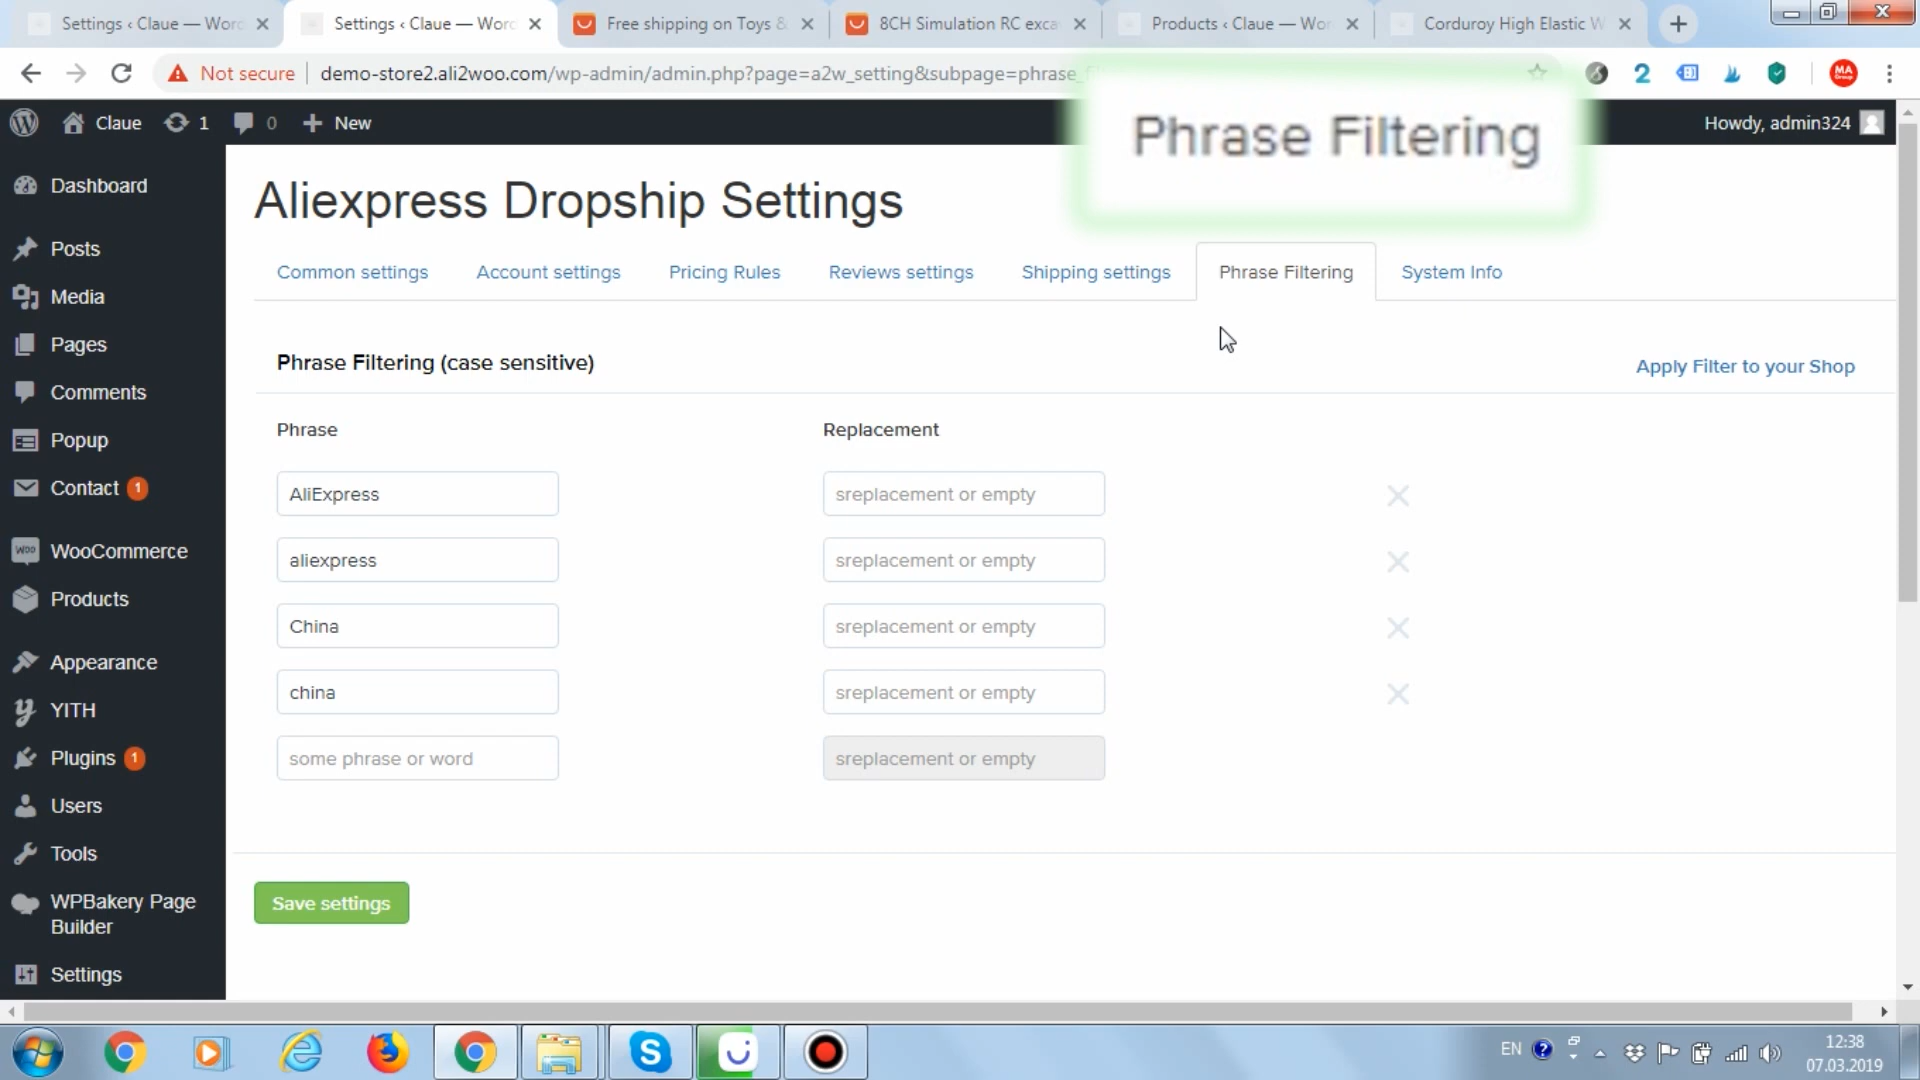 Settings ‹ Claue — Word
Settings ‹ Claue — Word
Free shipping on Toys &
8CH Simulation RC exca
Products ‹ Claue — Wor
Corduroy High Elastic W
Not secure
demo-store2.ali2woo.com/wp-admin/admin.php?page=a2w_setting&subpage=phrase_f
2
MA
Claue
1
0
New
Phrase Filtering
Howdy, admin324
Dashboard
Posts
Media
Pages
Comments
Popup
Contact 1
WooCommerce
Products
Appearance
YITH
Plugins 1
Users
Tools
WPBakery Page
Builder
Settings
Aliexpress Dropship Settings
Common settings
Account settings
Pricing Rules
Reviews settings
Shipping settings
Phrase Filtering
System Info
Phrase Filtering (case sensitive)
Apply Filter to your Shop
Phrase
Replacement
AliExpress
sreplacement or empty
aliexpress
sreplacement or empty
China
sreplacement or empty
china
sreplacement or empty
some phrase or word
sreplacement or empty
Save settings
EN
12:38
07.03.2019